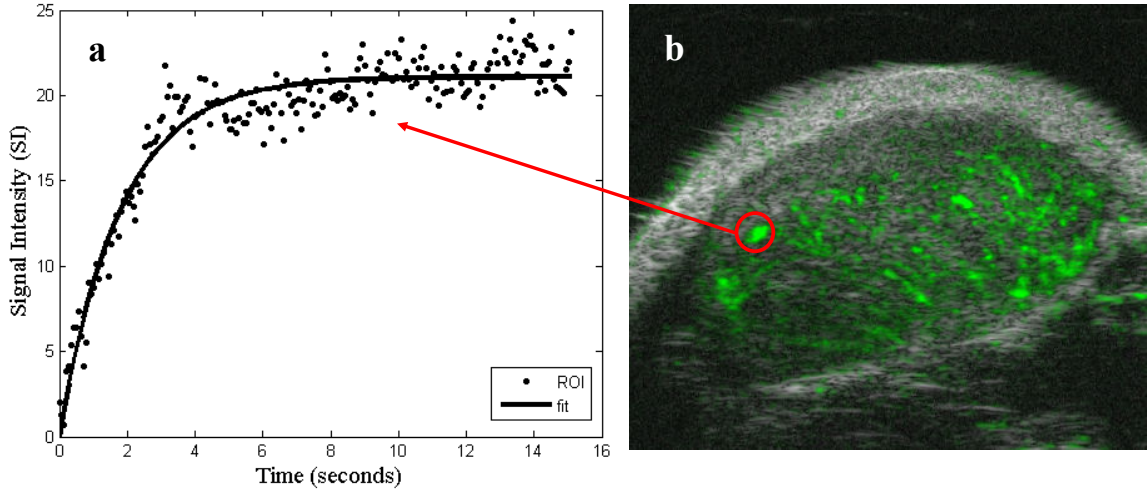 a
b
25
20
15
10
5
0
0 2 4 6 8 10 12 14 16
Signal Intensity (SI)
Time (seconds)
ROI
fit